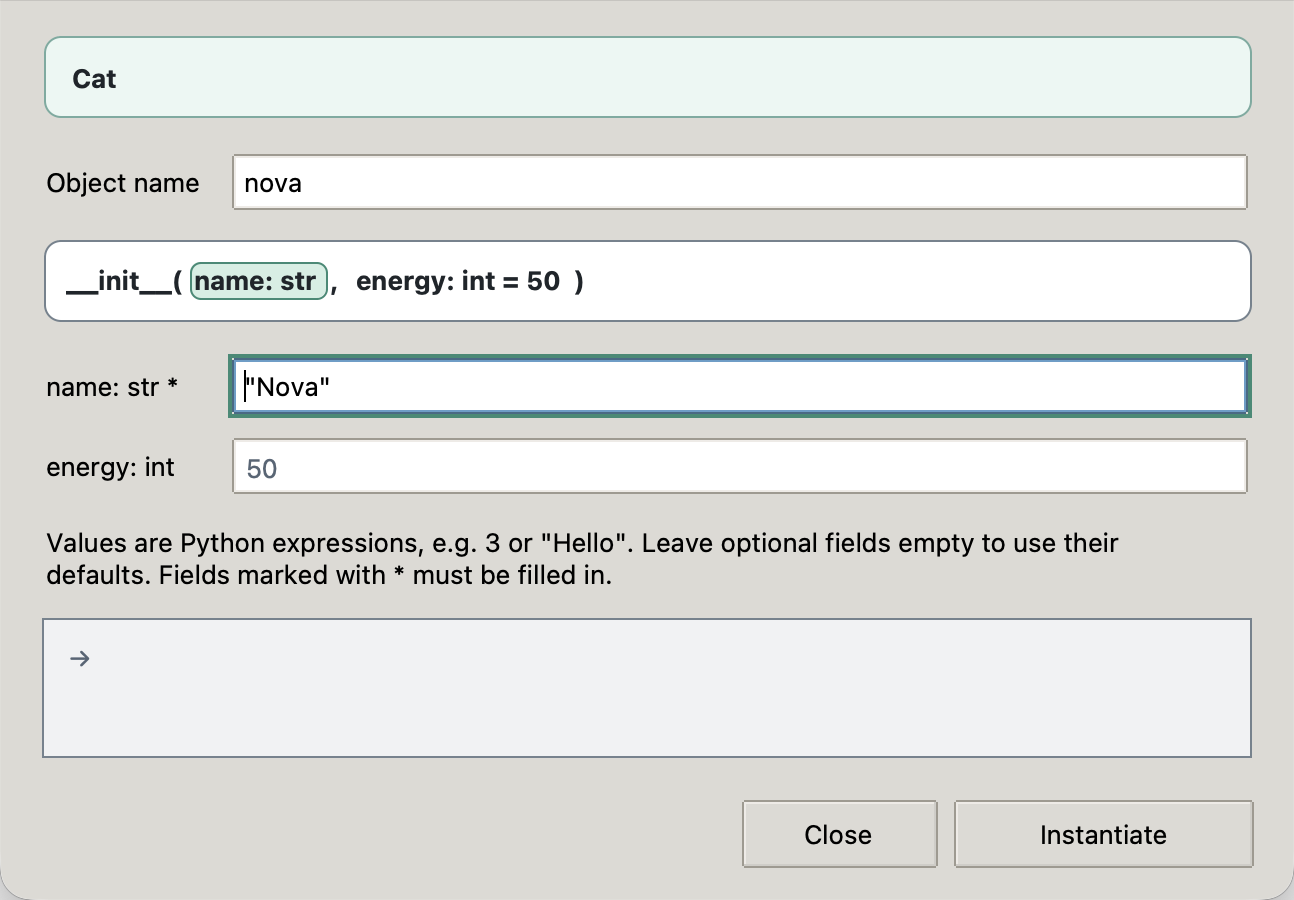 Cat
Object name nova
__init__( name: str , energy: int = 50 )
name: str * "Nova"
energy: int 50
Values are Python expressions, e.g. 3 or "Hello". Leave optional fields empty to use their
defaults. Fields marked with * must be filled in.
→
Close Instantiate